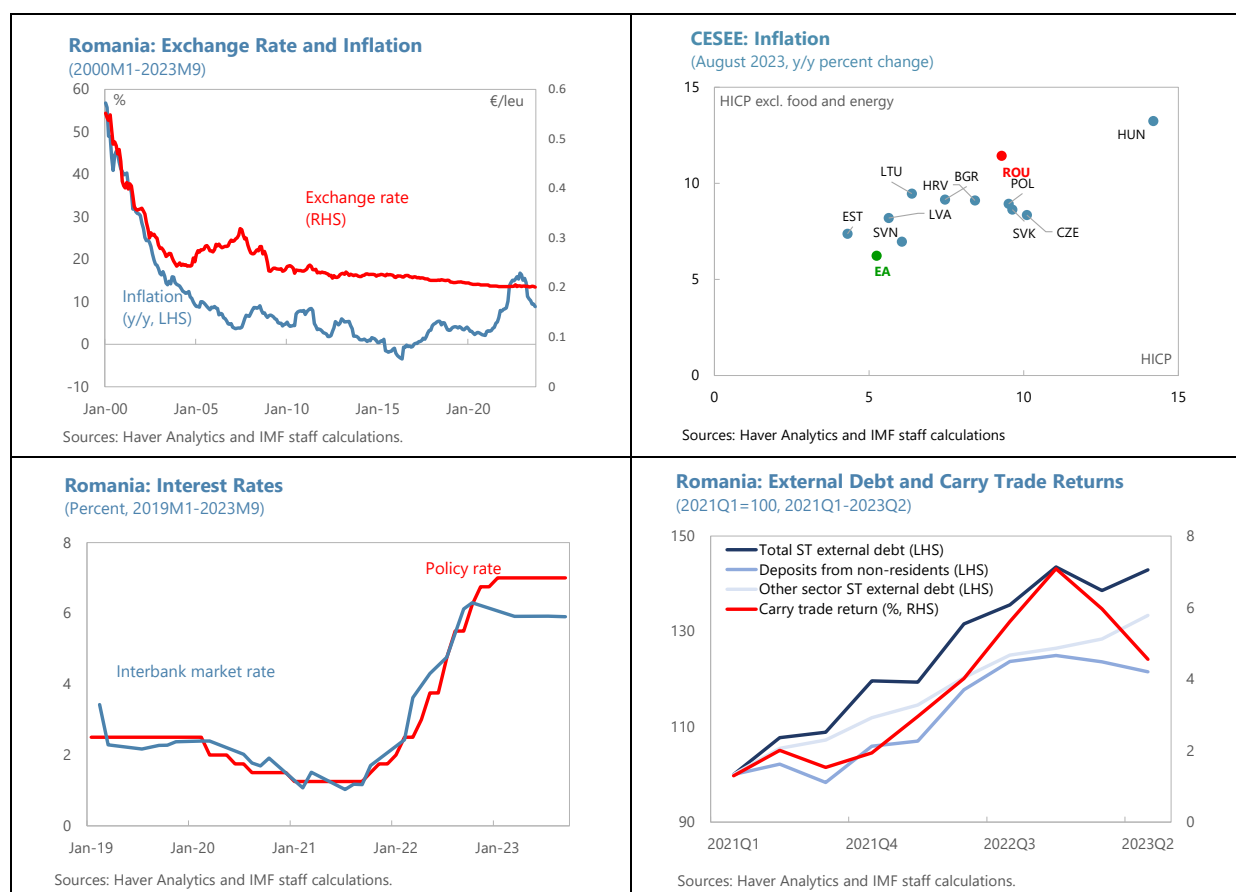 Romania: Exchange Rate and Inflation
(2000M1-2023M9)
60
50
40
30
20
10
0
-10
%
€/leu
0.6
0.5
0.4
0.3
0.2
0.1
0
Exchange rate
(RHS)
Inflation
(y/y, LHS)
Jan-00
Jan-05
Jan-10
Jan-15
Jan-20
Sources: Haver Analytics and IMF staff calculations.
CESEE: Inflation
(August 2023, y/y percent change)
15
10
5
0
HICP excl. food and energy
HUN
ROU
LTU
HRV
BGR
POL
EST
SVN
LVA
SVK
CZE
EA
HICP
0
5
10
15
Sources: Haver Analytics and IMF staff calculations
Romania: Interest Rates
(Percent, 2019M1-2023M9)
8
6
4
2
0
Policy rate
Interbank market rate
Jan-19
Jan-20
Jan-21
Jan-22
Jan-23
Sources: Haver Analytics and IMF staff calculations.
Romania: External Debt and Carry Trade Returns
(2021Q1=100, 2021Q1-2023Q2)
150
130
110
90
Total ST external debt (LHS)
Deposits from non-residents (LHS)
Other sector ST external debt (LHS)
Carry trade return (%, RHS)
8
6
4
2
0
2021Q1
2021Q4
2022Q3
2023Q2
Sources: Haver Analytics and IMF staff calculations.